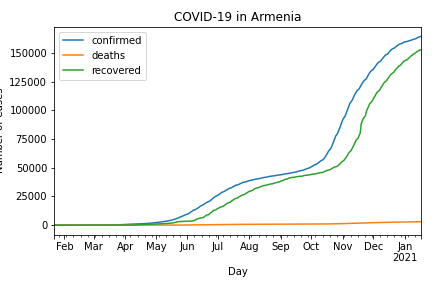 COVID-19 in Armenia
confirmed
deaths
recovered
150000
125000
100000
75000
50000
25000
0
Feb Mar Apr May Jun Jul Aug Sep Oct Nov Dec Jan
2021
Day